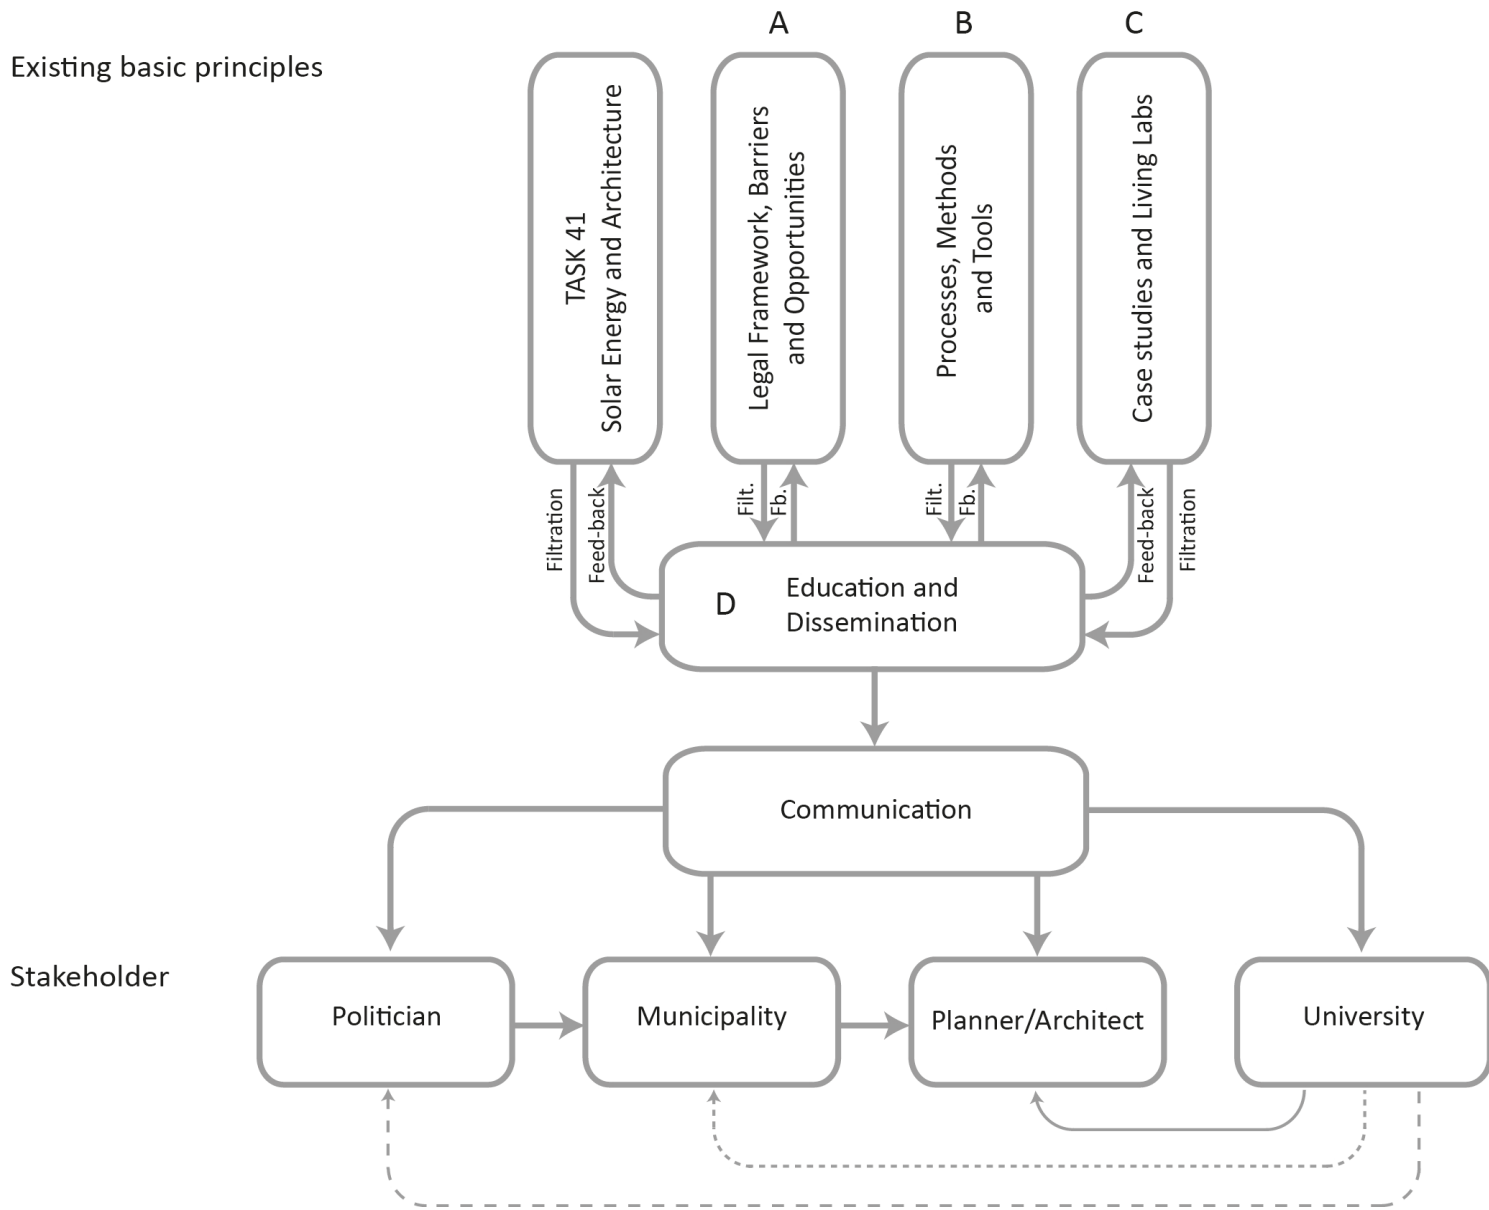 A
B
C
Existing basic principles
TASK 41
Solar Energy and Architecture
Legal Framework, Barriers
and Opportunities
Processes, Methods
and Tools
Case studies and Living Labs
Filtration
Feed-back
Filt.
Fb.
Filt.
Fb.
Feed-back
Filtration
D
Education and
Dissemination
Communication
Stakeholder
Politician
Municipality
Planner/Architect
University